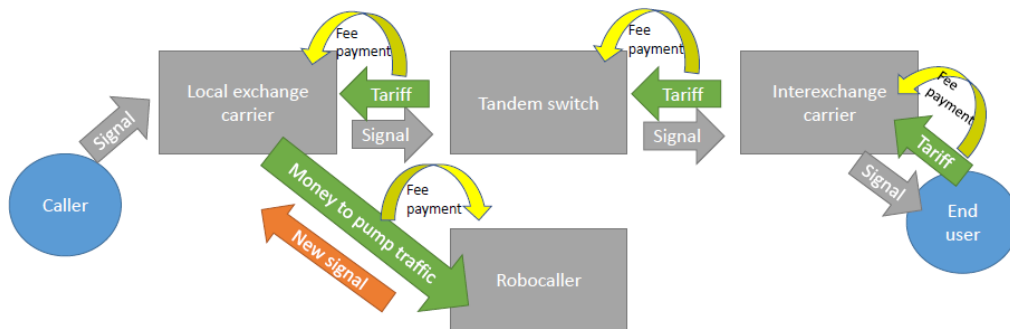 Fee
payment
Fee
payment
Fee
payment
Local exchange
carrier
Tariff
Signal
Tandem switch
Tariff
Signal
Interexchange
carrier
Signal
Caller
Tariff
Signal
End
user
Money to pump traffic
Fee
payment
New signal
Robocaller